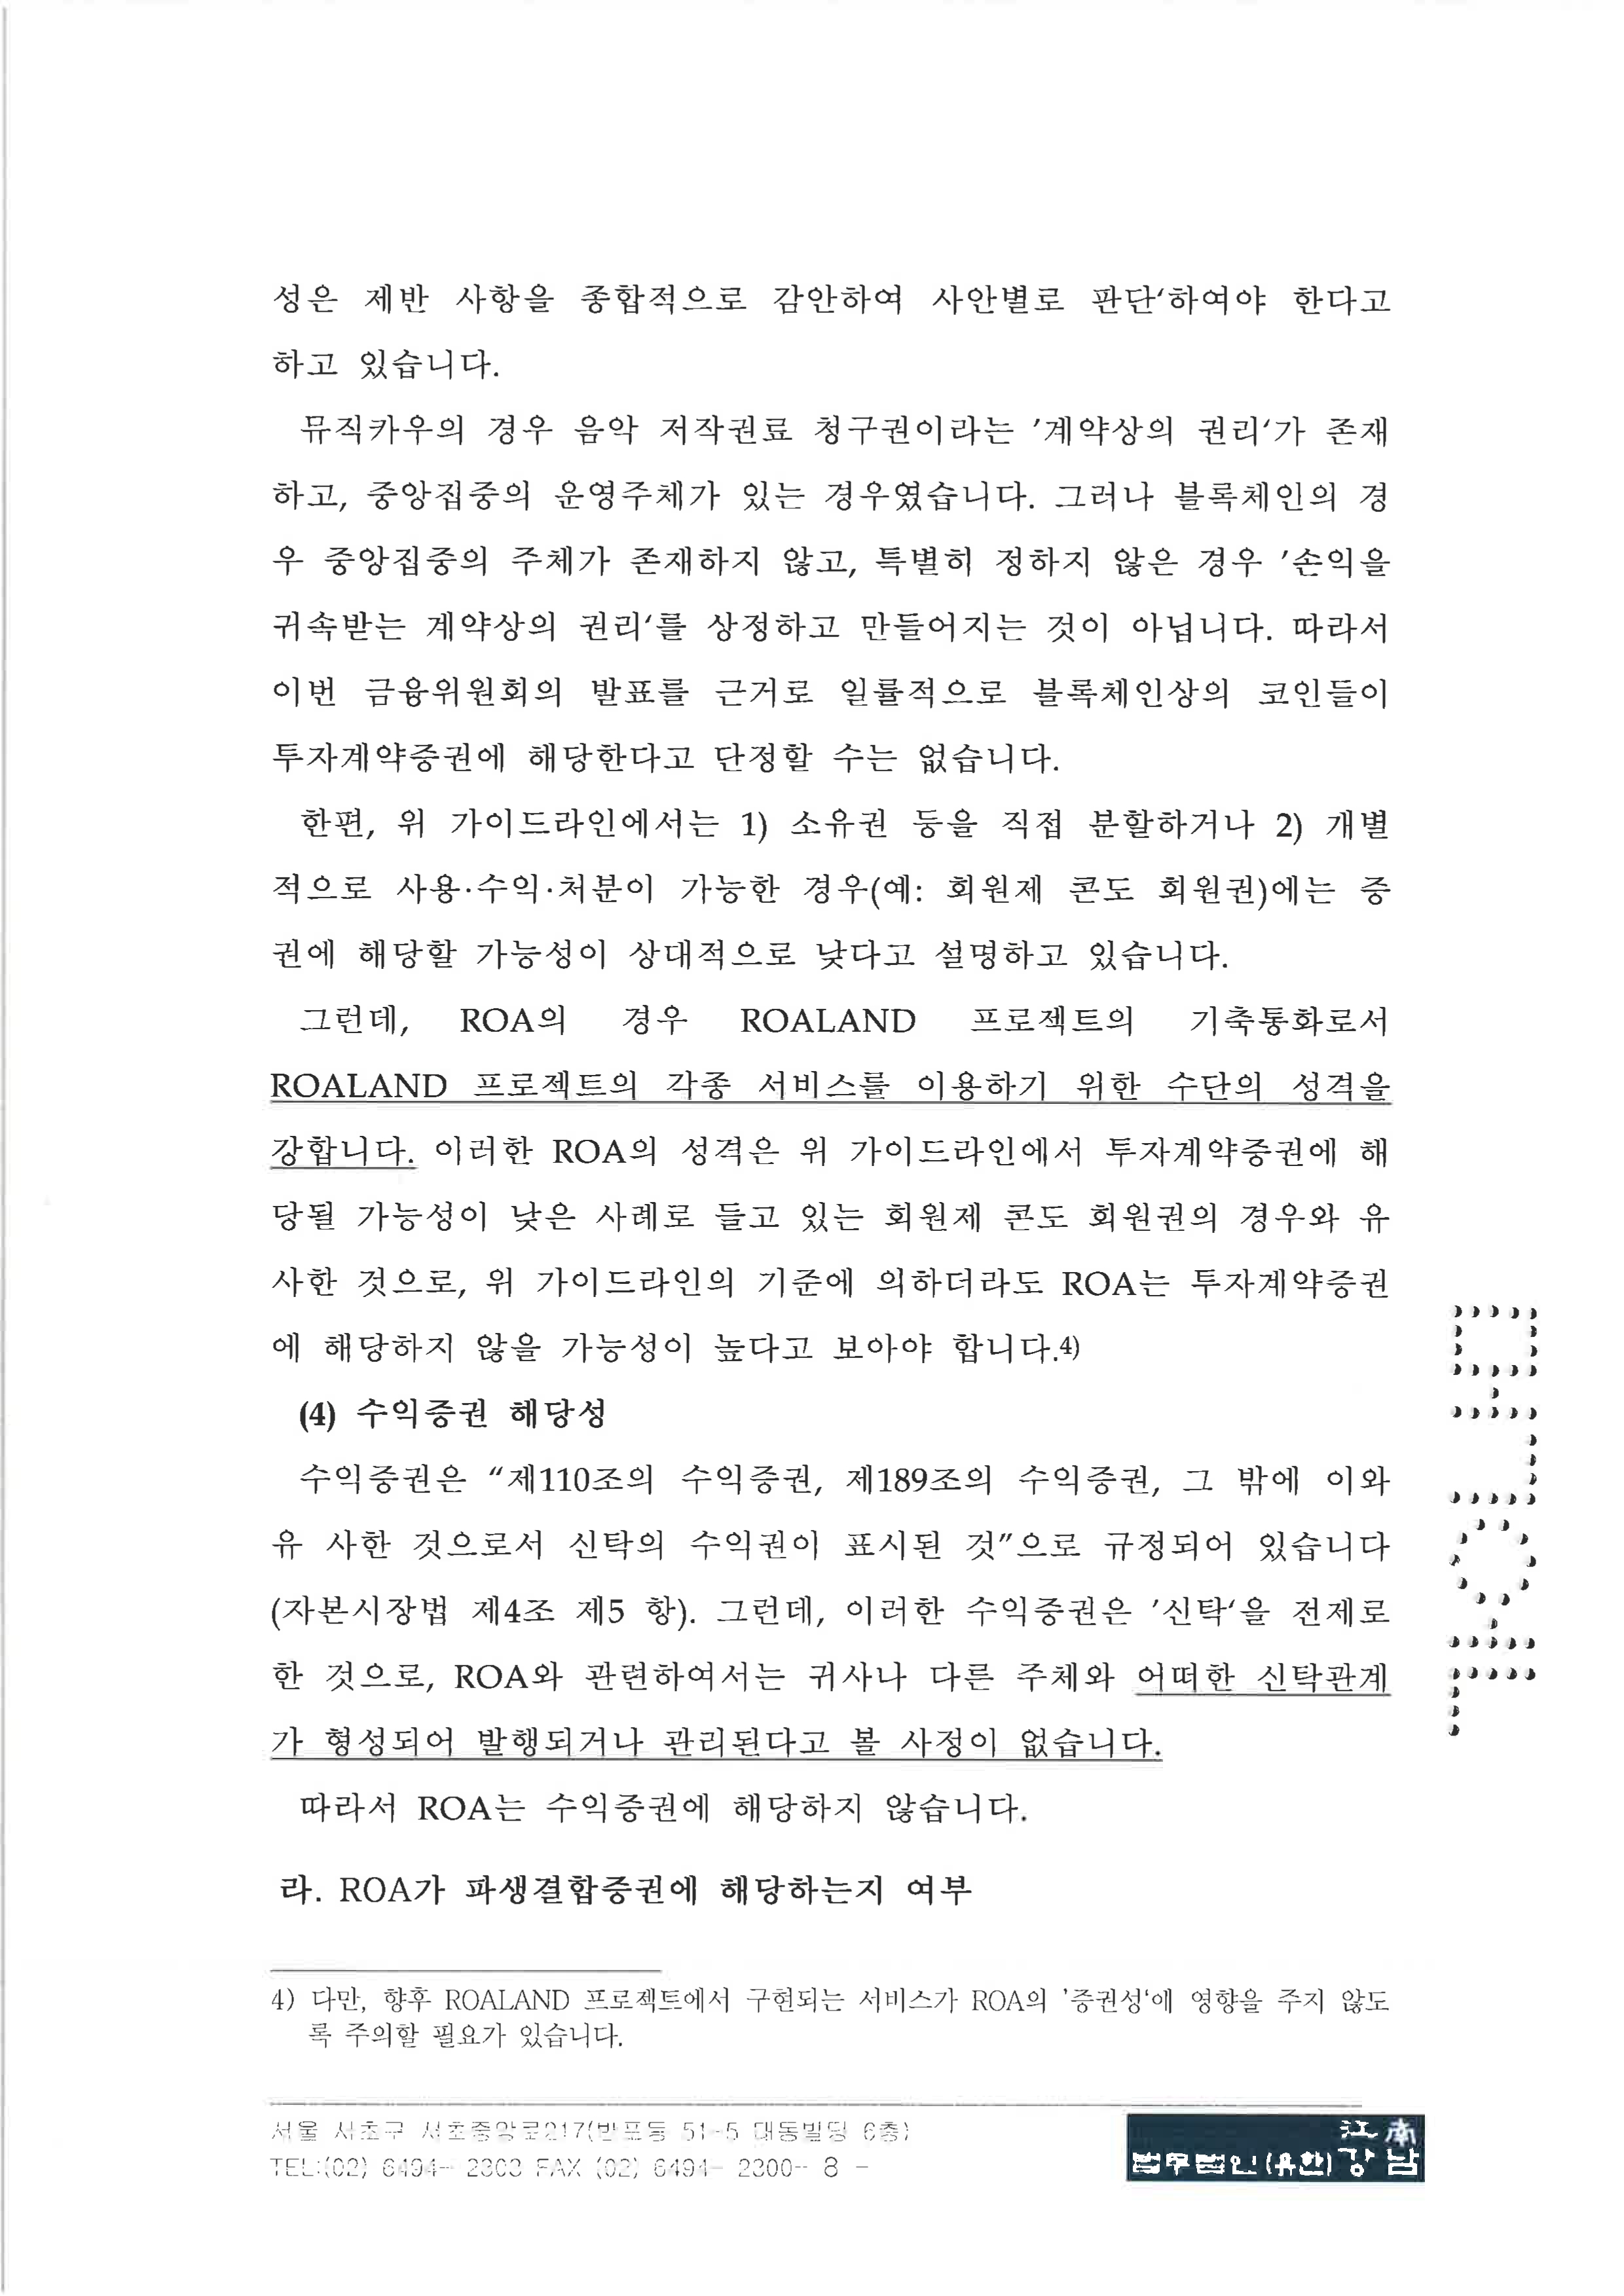 성은 제반 사항을 종합적으로 감안하여 사안별로 판단'하여야 한다고
하고 있습니다.
뮤직카우의 경우 음악 저작권료 청구권이라는 '계약상의 권리'가 존재
하고, 중앙집중의 운영주체가 있는 경우였습니다. 그러나 블록체인의 경
우 중앙집중의 주체가 존재하지 않고, 특별히 정하지 않은 경우 '손익을
귀속받는 계약상의 권리'를 상정하고 만들어지는 것이 아닙니다. 따라서
이번 금융위원회의 발표를 근거로 일률적으로 블록체인상의 코인들이
투자계약증권에 해당한다고 단정할 수는 없습니다.
한편, 위 가이드라인에서는 1) 소유권 등을 직접 분할하거나 2) 개별
적으로 사용·수익·처분이 가능한 경우(예: 회원제 콘도 회원권)에는 증
권에 해당할 가능성이 상대적으로 낮다고 설명하고 있습니다.
그런데, ROA의 경우 ROALAND 프로젝트의 기축통화로서
ROALAND 프로젝트의 각종 서비스를 이용하기 위한 수단의 성격을
강합니다. 이러한 ROA의 성격은 위 가이드라인에서 투자계약증권에 해
당될 가능성이 낮은 사례로 들고 있는 회원제 콘도 회원권의 경우와 유
사한 것으로, 위 가이드라인의 기준에 의하더라도 ROA는 투자계약증권
에 해당하지 않을 가능성이 높다고 보아야 합니다.4)
(4) 수익증권 해당성
수익증권은 "제110조의 수익증권, 제189조의 수익증권, 그 밖에 이와
유 사한 것으로서 신탁의 수익권이 표시된 것"으로 규정되어 있습니다
(자본시장법 제4조 제5 항). 그런데, 이러한 수익증권은 '신탁'을 전제로
한 것으로, ROA와 관련하여서는 귀사나 다른 주체와 어떠한 신탁관계
가 형성되어 발행되거나 관리된다고 볼 사정이 없습니다.
따라서 ROA는 수익증권에 해당하지 않습니다.
라. ROA가 파생결합증권에 해당하는지 여부
4) 다만, 향후 ROALAND 프로젝트에서 구현되는 서비스가 ROA의 '증권성'에 영향을 주지 않도
록 주의할 필요가 있습니다.
서울 서초구 서초중앙로217(반포동 51-5 대동빌딩 6층)
TEL:(02) 6494- 2303 FAX (02) 6494- 2300- 8 -
江南
법무법인(유한)강남